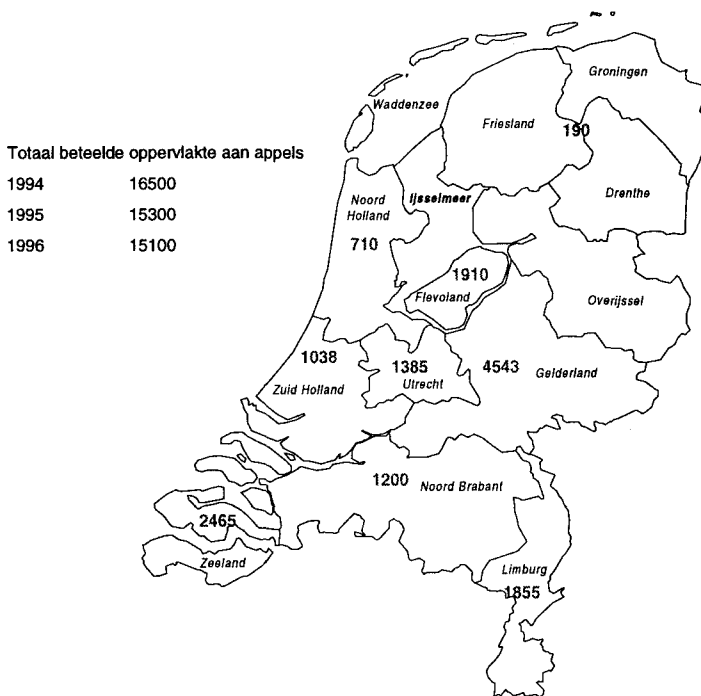 Totaal beteelde oppervlakte aan appels
1994 16500
1995 15300
1996 15100
Groningen
Waddenzee
Friesland
190
Drenthe
Noord
Holland
710
Ijsselmeer
1910
Flevoland
Overijssel
1038
Zuid Holland
1385
Utrecht
4543
Gelderland
1200
Noord Brabant
2465
Zeeland
Limburg
1855